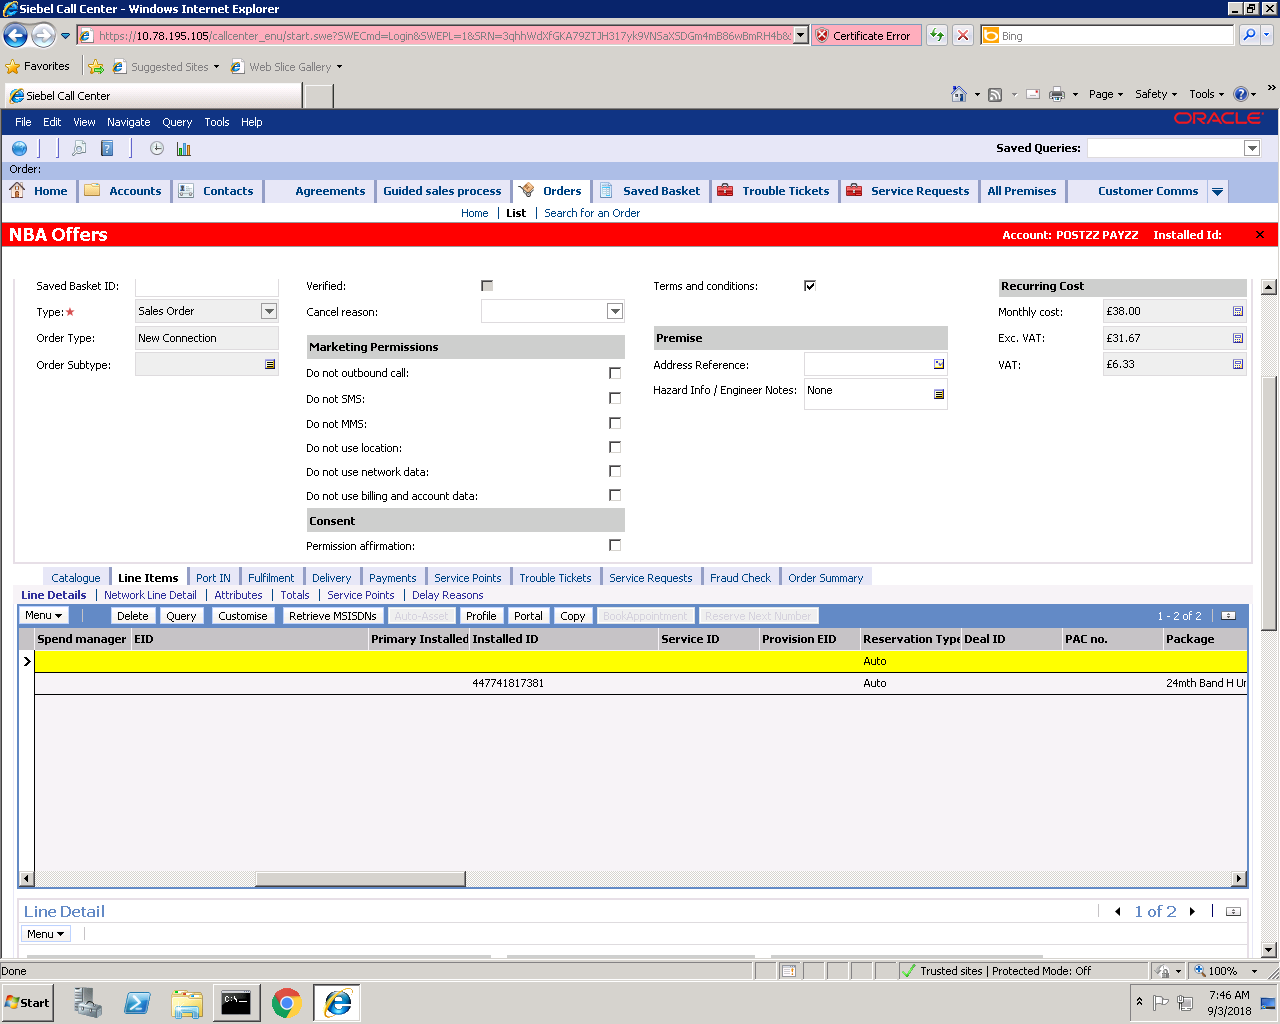 Siebel Call Center - Windows Internet Explorer
https://10.78.195.105/callcenter_enu/start.swe?SWECmd=Login&SWEPL=1&SRN= Certificate Error Bing
Favorites Suggested Sites Web Slice Gallery
Siebel Call Center Page Safety Tools
File Edit View Navigate Query Tools Help ORACLE
Saved Queries:
Order:
Home Accounts Contacts Agreements Guided sales process Orders Saved Basket Trouble Tickets Service Requests All Premises Customer Comms
Home List Search for an Order
NBA Offers Account: POSTZZ PAYZZ Installed Id:
Saved Basket ID: Verified: Terms and conditions: Recurring Cost
Type: Sales Order Cancel reason: Monthly cost: £38.00
Order Type: New Connection Marketing Permissions Premise Exc. VAT: £31.67
Order Subtype: Do not outbound call: Address Reference: VAT: £6.33
Do not SMS: Hazard Info / Engineer Notes: None
Do not MMS:
Do not use location:
Do not use network data:
Do not use billing and account data:
Consent
Permission affirmation:
Catalogue Line Items Port IN Fulfilment Delivery Payments Service Points Trouble Tickets Service Requests Fraud Check Order Summary
Line Details Network Line Detail Attributes Totals Service Points Delay Reasons
Menu Delete Query Customise Retrieve MSISDNs Auto-Asset Profile Portal Copy BookAppointment Reserve Next Number 1 - 2 of 2
Spend manager EID Primary Installed Installed ID Service ID Provision EID Reservation Type Deal ID PAC no. Package
Auto
447741817381 Auto 24mth Band H Ur
Line Detail 1 of 2
Menu
Done Trusted sites | Protected Mode: Off 100%
Start 7:46 AM
9/3/2018